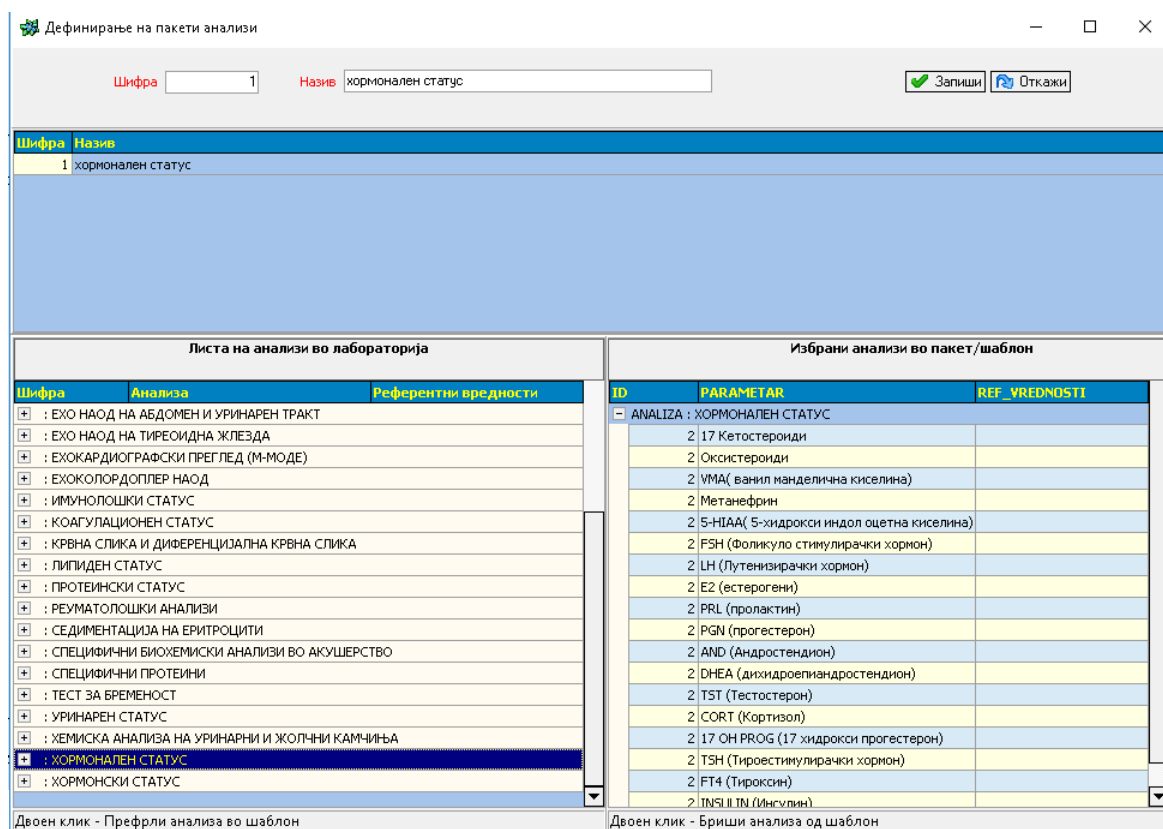 Дефинирање на пакети анализи
Шифра 1 Назив хормонален статус Запиши Откажи
Шифра Назив
1 хормонален статус
Листа на анализи во лабораторија
Шифра Анализа Референтни вредности
: ЕХО НАОД НА АБДОМЕН И УРИНАРЕН ТРАКТ
: ЕХО НАОД НА ТИРЕОИДНА ЖЛЕЗДА
: ЕХОКАРДИОГРАФСКИ ПРЕГЛЕД (М-МОДЕ)
: ЕХОКОЛОРДОПЛЕР НАОД
: ИМУНОЛОШКИ СТАТУС
: КОАГУЛАЦИОНЕН СТАТУС
: КРВНА СЛИКА И ДИФЕРЕНЦИЈАЛНА КРВНА СЛИКА
: ЛИПИДЕН СТАТУС
: ПРОТЕИНСКИ СТАТУС
: РЕУМАТОЛОШКИ АНАЛИЗИ
: СЕДИМЕНТАЦИЈА НА ЕРИТРОЦИТИ
: СПЕЦИФИЧНИ БИОХЕМИСКИ АНАЛИЗИ ВО АКУШЕРСТВО
: СПЕЦИФИЧНИ ПРОТЕИНИ
: ТЕСТ ЗА БРЕМЕНОСТ
: УРИНАРЕН СТАТУС
: ХЕМИСКА АНАЛИЗА НА УРИНАРНИ И ЖОЛЧНИ КАМЧИЊА
: ХОРМОНАЛЕН СТАТУС
: ХОРМОНСКИ СТАТУС
Двоен клик - Префрли анализа во шаблон
Избрани анализи во пакет/шаблон
ID PARAMETAR REF_VREDNOSTI
ANALIZA : ХОРМОНАЛЕН СТАТУС
2 17 Кетостероиди
2 Оксистероиди
2 VMA( ванил манделична киселина)
2 Метанефрин
2 5-HIAA( 5-хидрокси индол оцетна киселина)
2 FSH (Фоликуло стимулирачки хормон)
2 LH (Лутенизирачки хормон)
2 E2 (естерогени)
2 PRL (пролактин)
2 PGN (прогестерон)
2 AND (Андростендион)
2 DHEA (дихидроепиандростендион)
2 TST (Тестостерон)
2 CORT (Кортизол)
2 17 OH PROG (17 хидрокси прогестерон)
2 TSH (Тироестимулирачки хормон)
2 FT4 (Тироксин)
2 INSULIN (Инсулин)
Двоен клик - Бриши анализа од шаблон